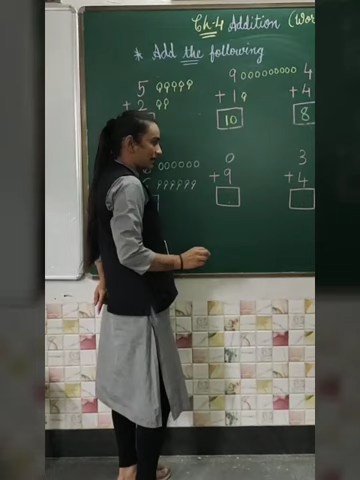 Ch-4 Addition (Wor
* Add the following
5 9 4
+ 2 + 1 + 4
10 8
0 3
+ 9 + 4